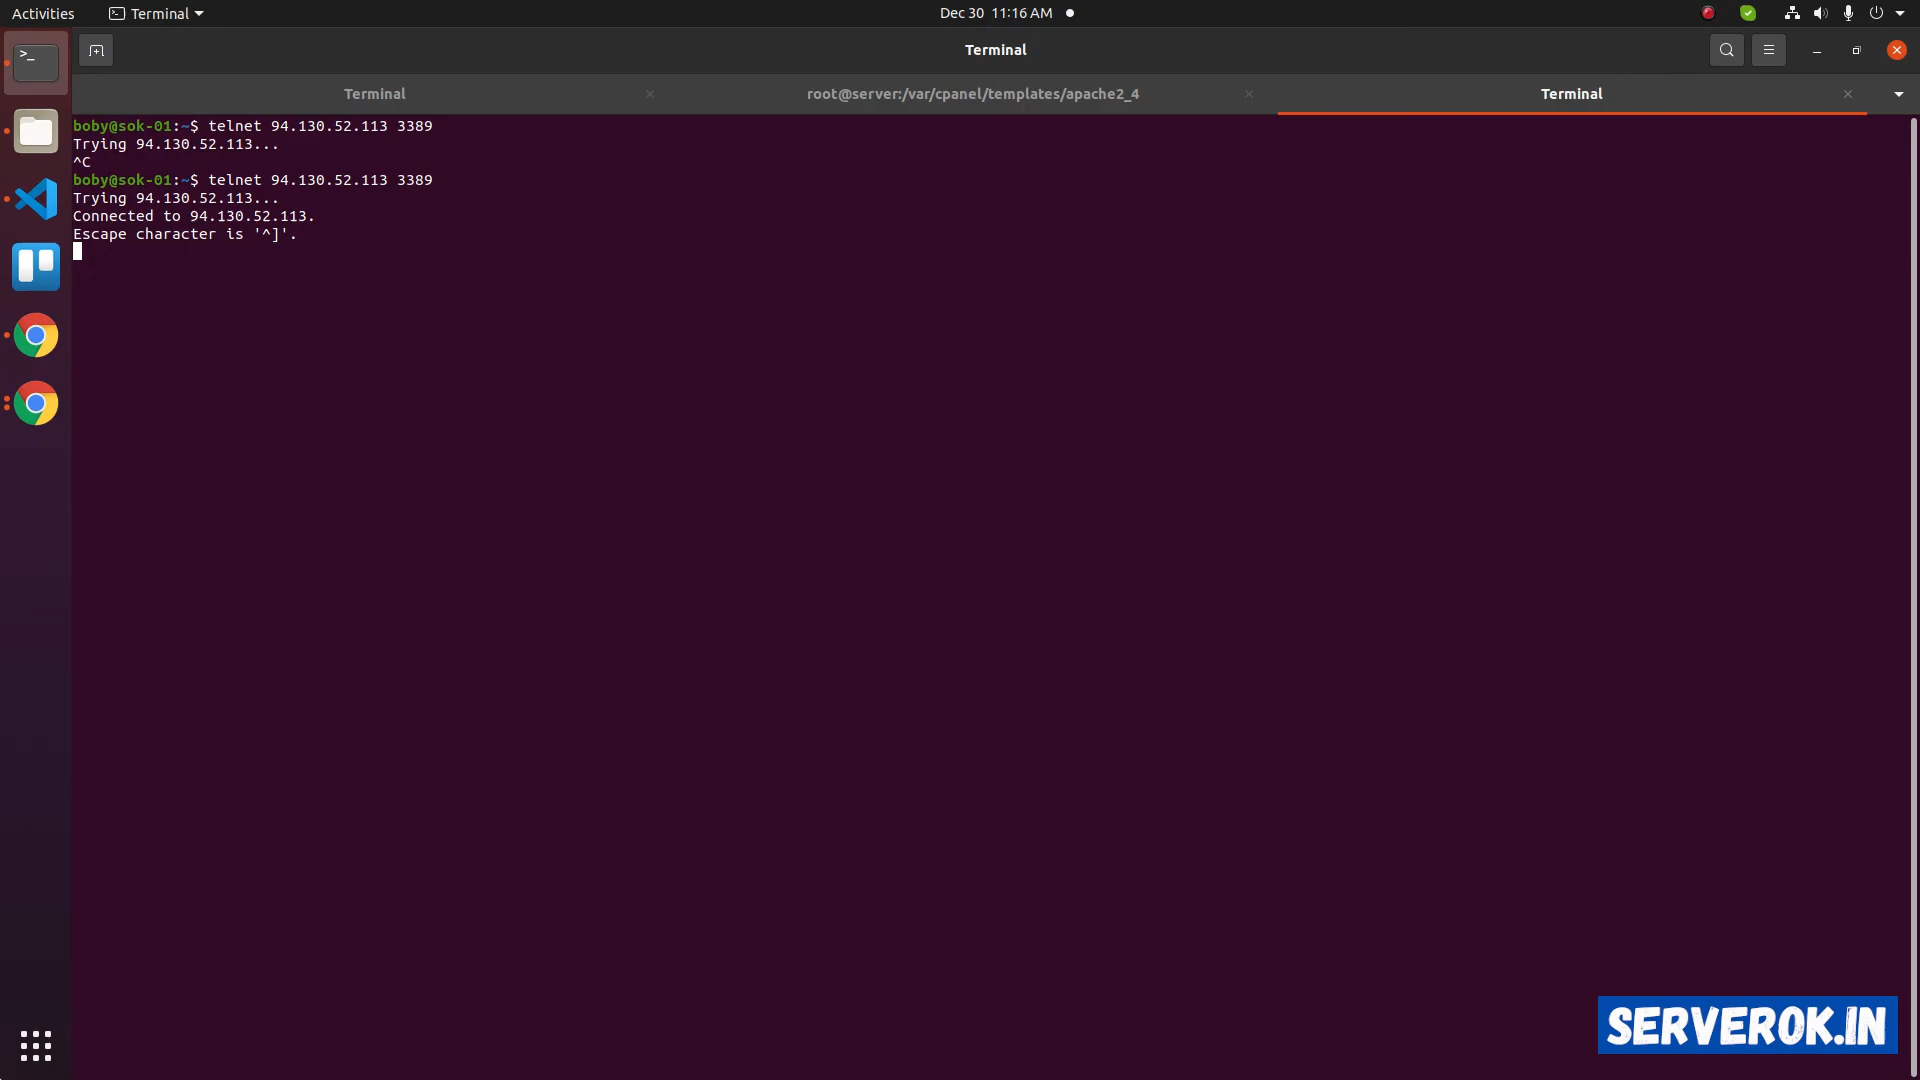 Activities
Terminal
Dec 30 11:16 AM
Terminal
Terminal
root@server:/var/cpanel/templates/apache2_4
Terminal
boby@sok-01:~$ telnet 94.130.52.113 3389
Trying 94.130.52.113...
^C
boby@sok-01:~$ telnet 94.130.52.113 3389
Trying 94.130.52.113...
Connected to 94.130.52.113.
Escape character is '^]'.
SERVEROK.IN